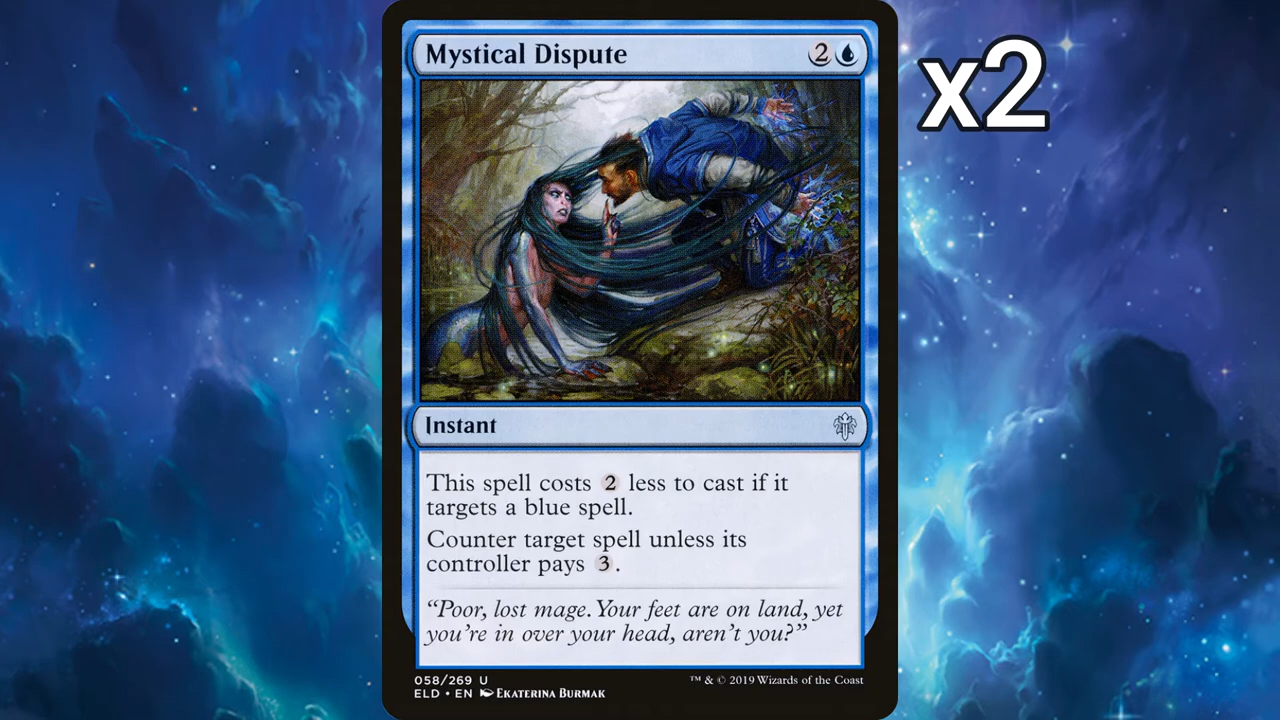 Mystical Dispute 2
x2
Instant
This spell costs 2 less to cast if it
targets a blue spell.
Counter target spell unless its
controller pays 3.
“Poor, lost mage. Your feet are on land, yet
you’re in over your head, aren’t you?”
058/269 U
ELD • EN Ekaterina Burmak
™ & © 2019 Wizards of the Coast